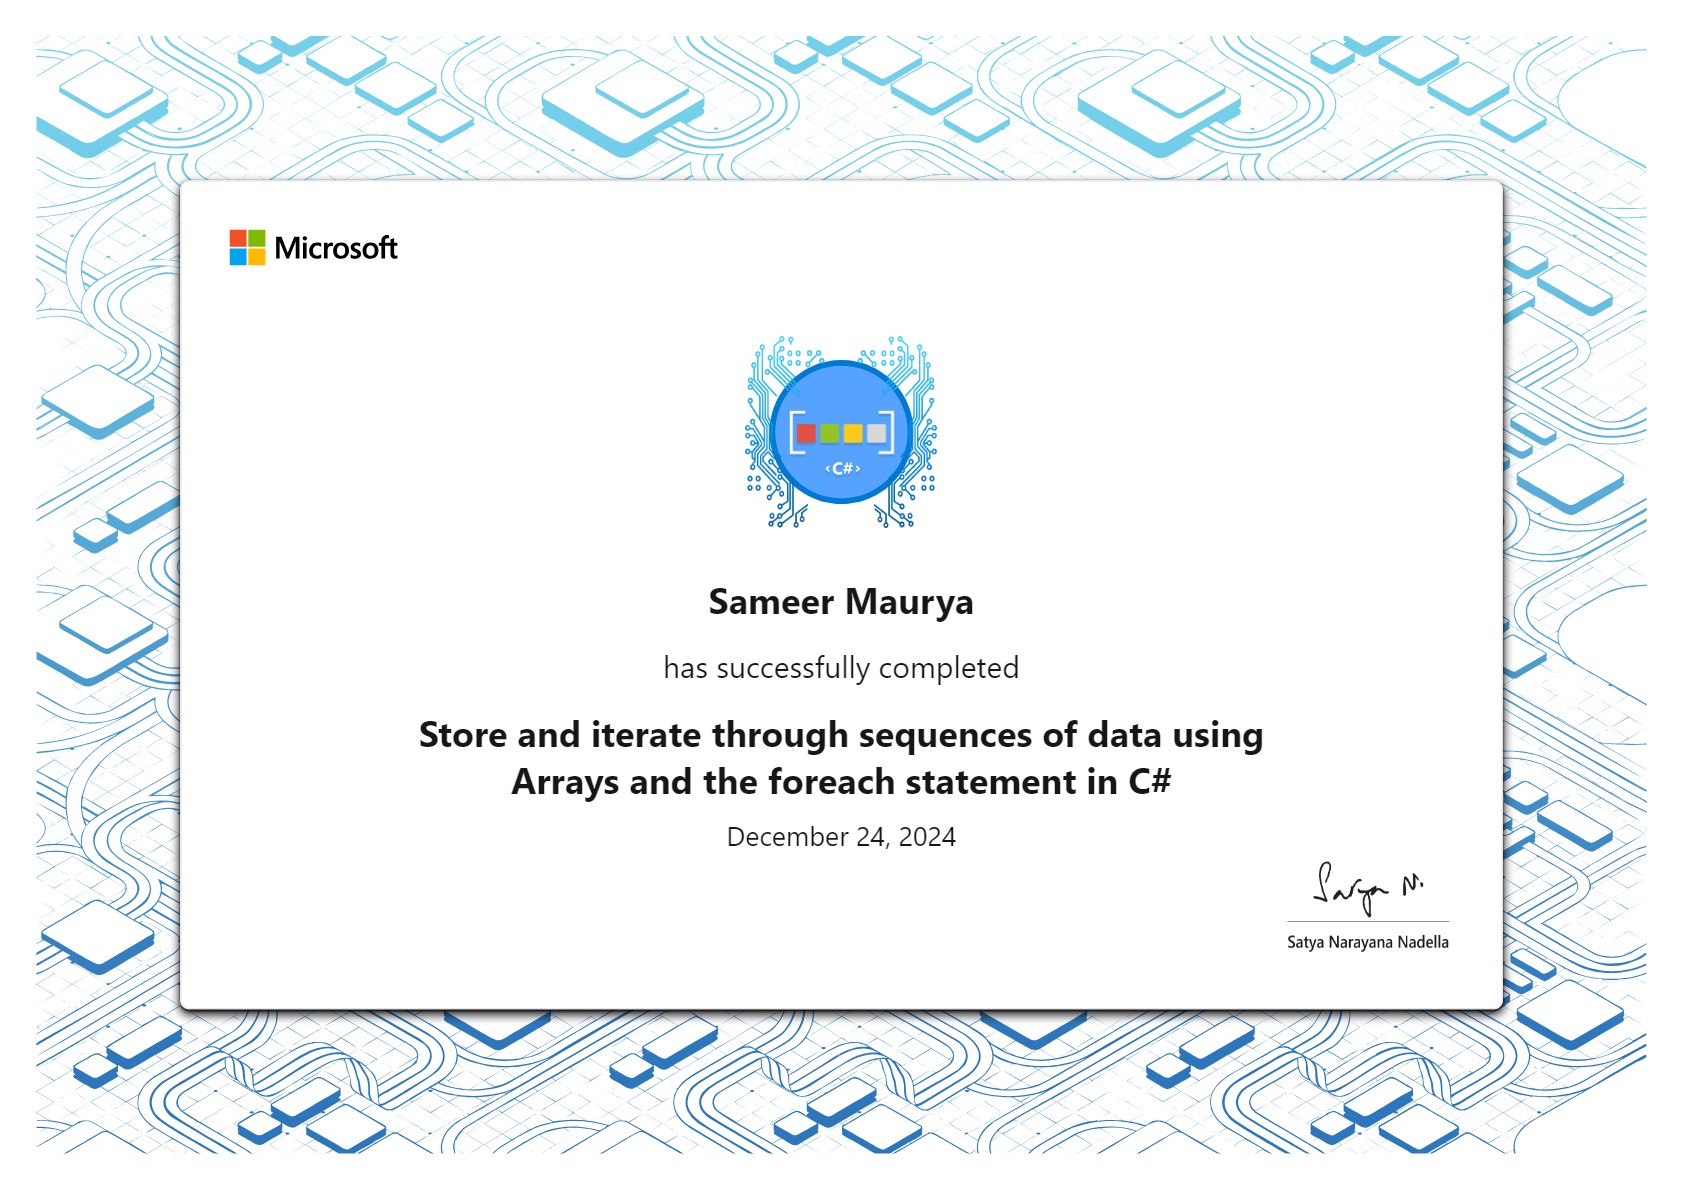 Microsoft
‹C#›
Sameer Maurya
has successfully completed
Store and iterate through sequences of data using
Arrays and the foreach statement in C#
December 24, 2024
Satya N.
Satya Narayana Nadella